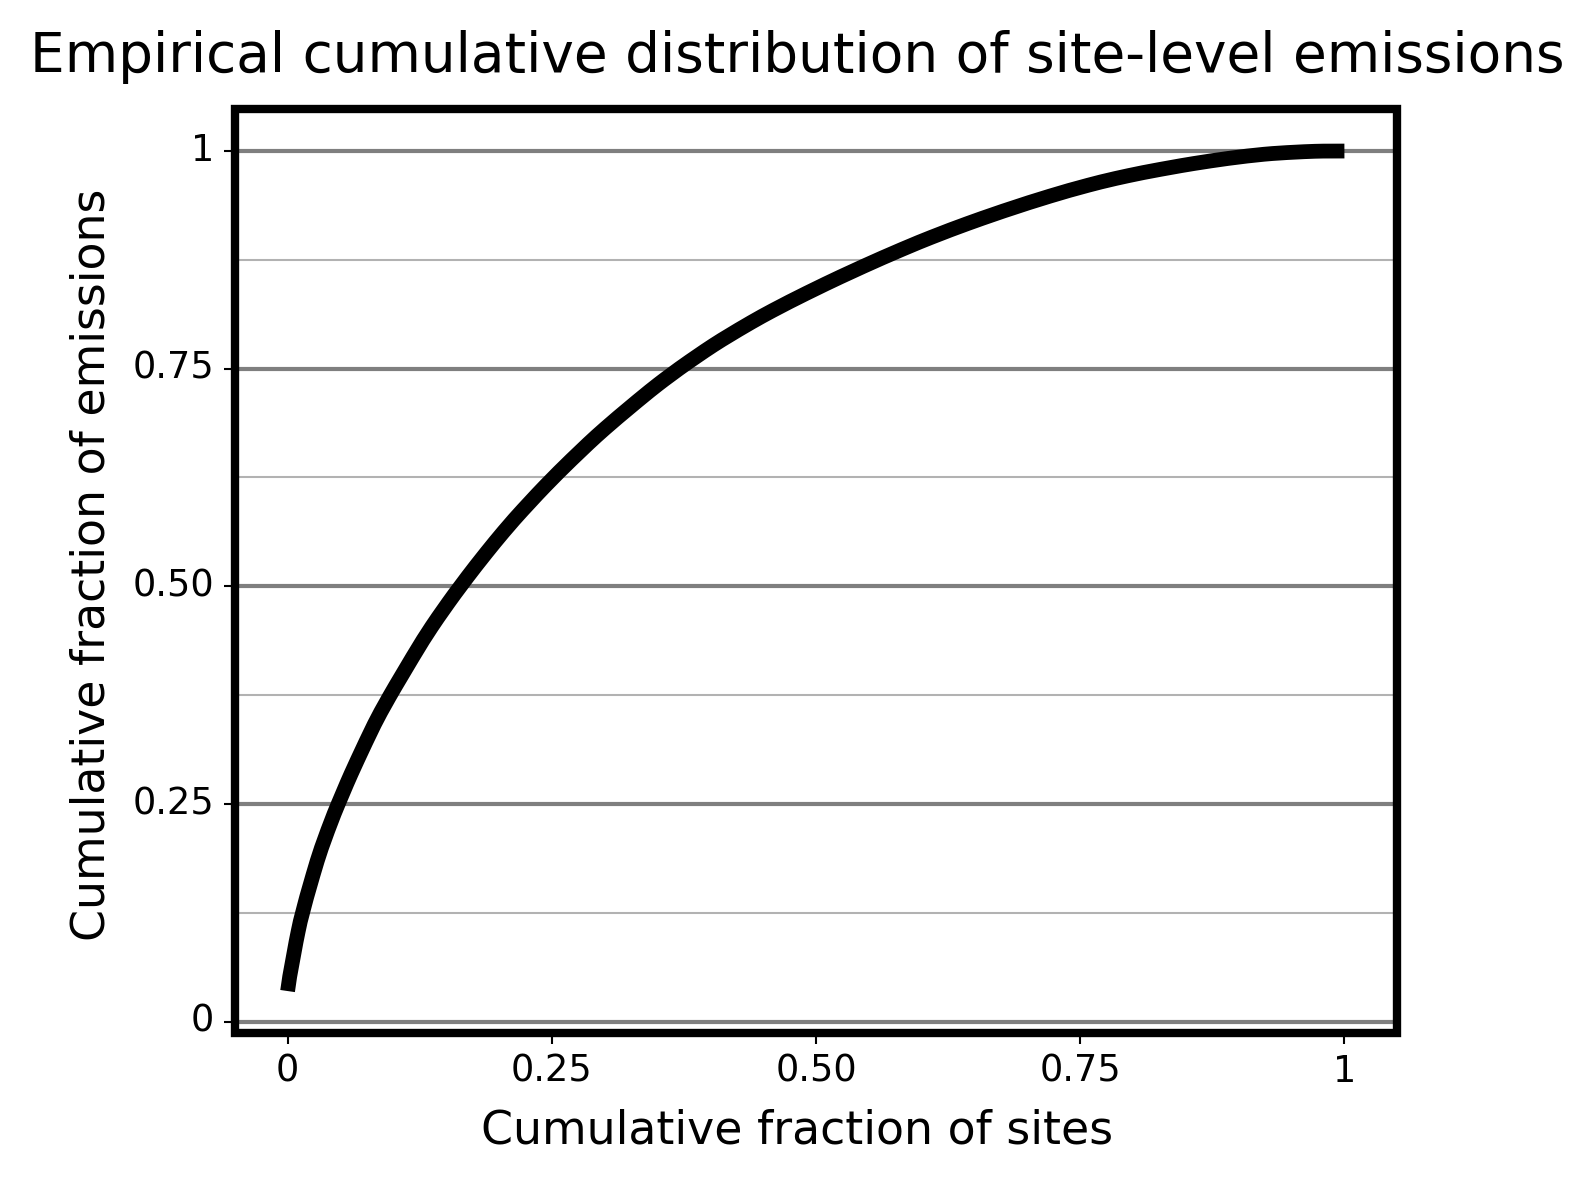 Empirical cumulative distribution of site-level emissions
Cumulative fraction of emissions
1
0.75
0.50
0.25
0
0 0.25 0.50 0.75 1
Cumulative fraction of sites